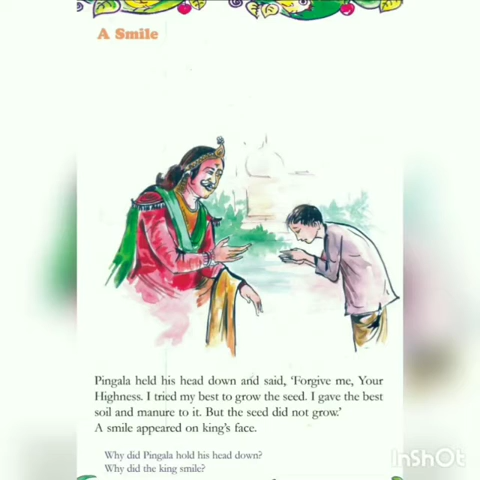 A Smile
Pingala held his head down and said, 'Forgive me, Your
Highness. I tried my best to grow the seed. I gave the best
soil and manure to it. But the seed did not grow.'
A smile appeared on king's face.
Why did Pingala hold his head down?
Why did the king smile?
InShOt